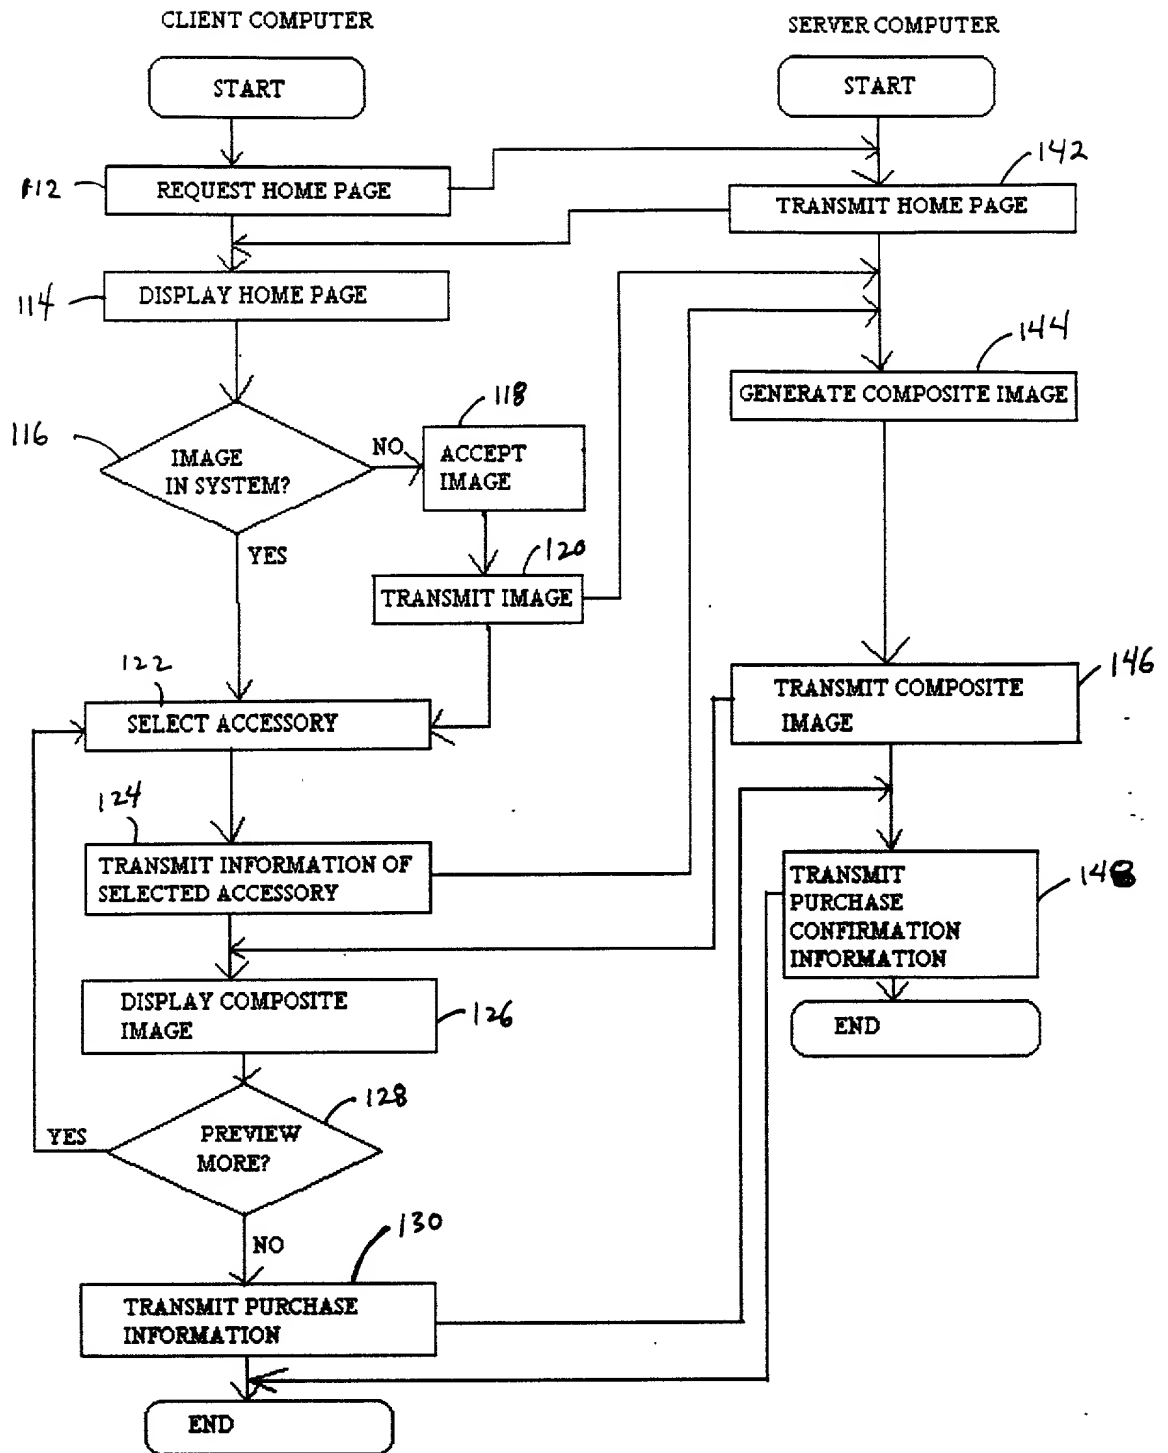 CLIENT COMPUTER
SERVER COMPUTER
START
START
112
REQUEST HOME PAGE
142
TRANSMIT HOME PAGE
114
DISPLAY HOME PAGE
144
GENERATE COMPOSITE IMAGE
116
IMAGE
IN SYSTEM?
NO
118
ACCEPT
IMAGE
YES
120
TRANSMIT IMAGE
122
SELECT ACCESSORY
146
TRANSMIT COMPOSITE
IMAGE
124
TRANSMIT INFORMATION OF
SELECTED ACCESSORY
148
TRANSMIT
PURCHASE
CONFIRMATION
INFORMATION
DISPLAY COMPOSITE
IMAGE
126
END
128
PREVIEW
MORE?
YES
NO
130
TRANSMIT PURCHASE
INFORMATION
END